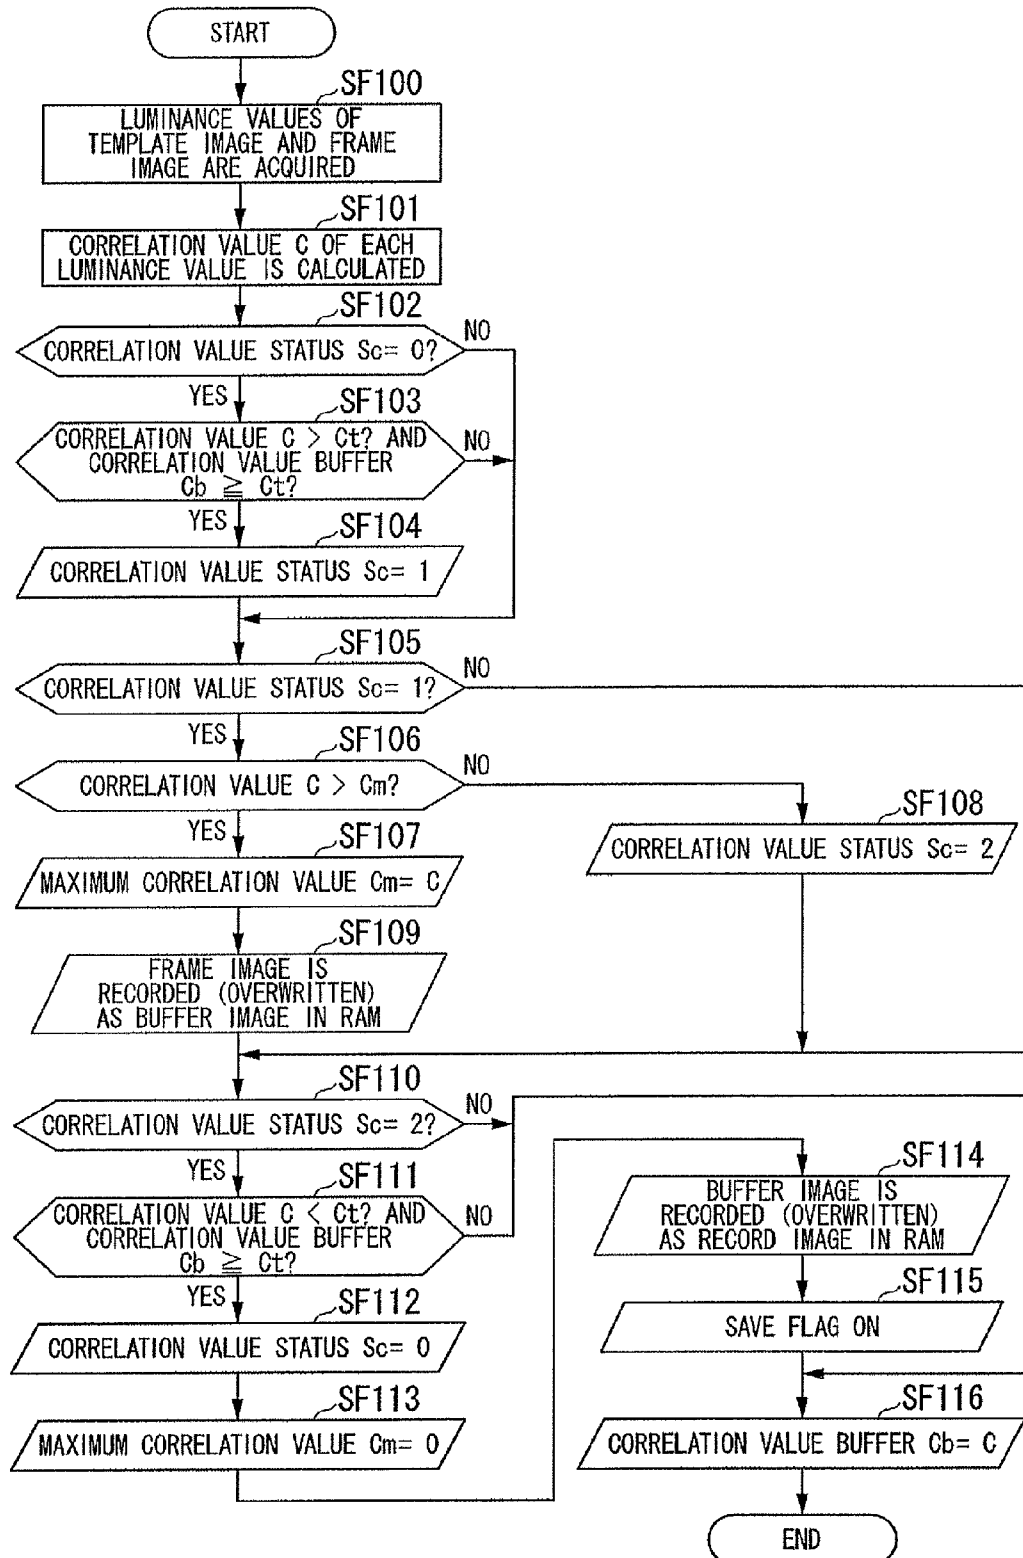 START
SF100
LUMINANCE VALUES OF
TEMPLATE IMAGE AND FRAME
IMAGE ARE ACQUIRED
SF101
CORRELATION VALUE C OF EACH
LUMINANCE VALUE IS CALCULATED
SF102
CORRELATION VALUE STATUS Sc= 0?
NO
YES
SF103
CORRELATION VALUE C > Ct? AND
CORRELATION VALUE BUFFER
Cb ≧ Ct?
NO
YES
SF104
CORRELATION VALUE STATUS Sc= 1
SF105
CORRELATION VALUE STATUS Sc= 1?
NO
YES
SF106
CORRELATION VALUE C > Cm?
NO
YES
SF107
MAXIMUM CORRELATION VALUE Cm= C
SF108
CORRELATION VALUE STATUS Sc= 2
SF109
FRAME IMAGE IS
RECORDED (OVERWRITTEN)
AS BUFFER IMAGE IN RAM
SF110
CORRELATION VALUE STATUS Sc= 2?
NO
YES
SF111
CORRELATION VALUE C < Ct? AND
CORRELATION VALUE BUFFER
Cb ≧ Ct?
NO
YES
SF112
CORRELATION VALUE STATUS Sc= 0
SF113
MAXIMUM CORRELATION VALUE Cm= 0
SF114
BUFFER IMAGE IS
RECORDED (OVERWRITTEN)
AS RECORD IMAGE IN RAM
SF115
SAVE FLAG ON
SF116
CORRELATION VALUE BUFFER Cb= C
END